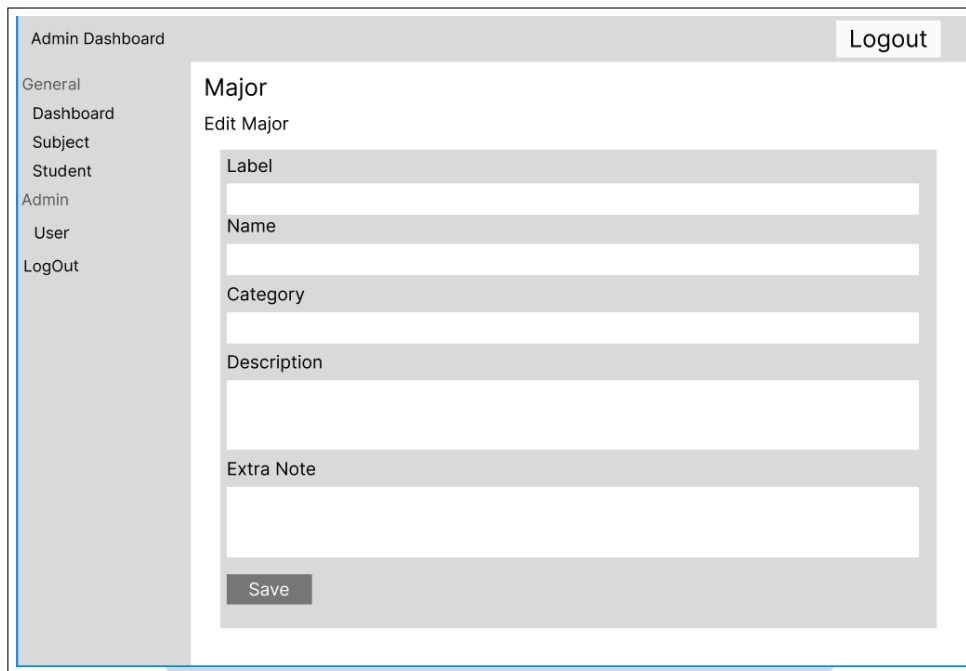 Admin Dashboard
Logout
General
Dashboard
Subject
Student
Admin
User
LogOut
Major
Edit Major
Label
Name
Category
Description
Extra Note
Save